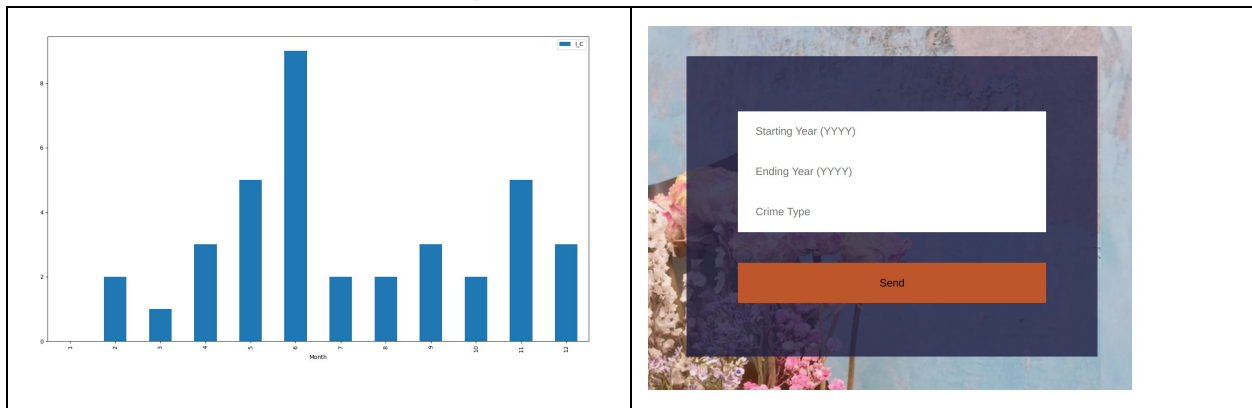 I_C
8
6
4
2
0
1
2
3
4
5
6
7
8
9
10
11
12
Month
Starting Year (YYYY)
Ending Year (YYYY)
Crime Type
Send